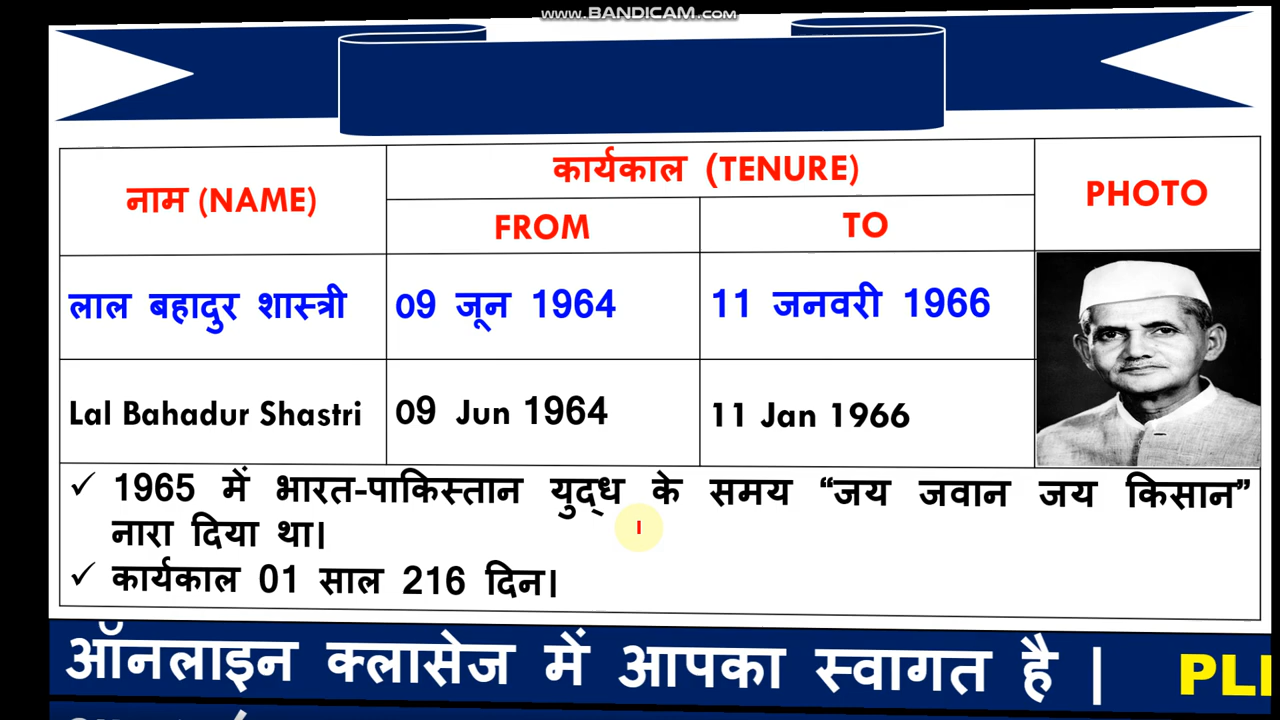 www.BANDICAM.com
नाम (NAME)
कार्यकाल (TENURE)
PHOTO
FROM
TO
लाल बहादुर शास्त्री
09 जून 1964
11 जनवरी 1966
Lal Bahadur Shastri
09 Jun 1964
11 Jan 1966
✓ 1965 में भारत-पाकिस्तान युद्ध के समय “जय जवान जय किसान”
नारा दिया था।
✓ कार्यकाल 01 साल 216 दिन।
ऑनलाइन क्लासेज में आपका स्वागत है |